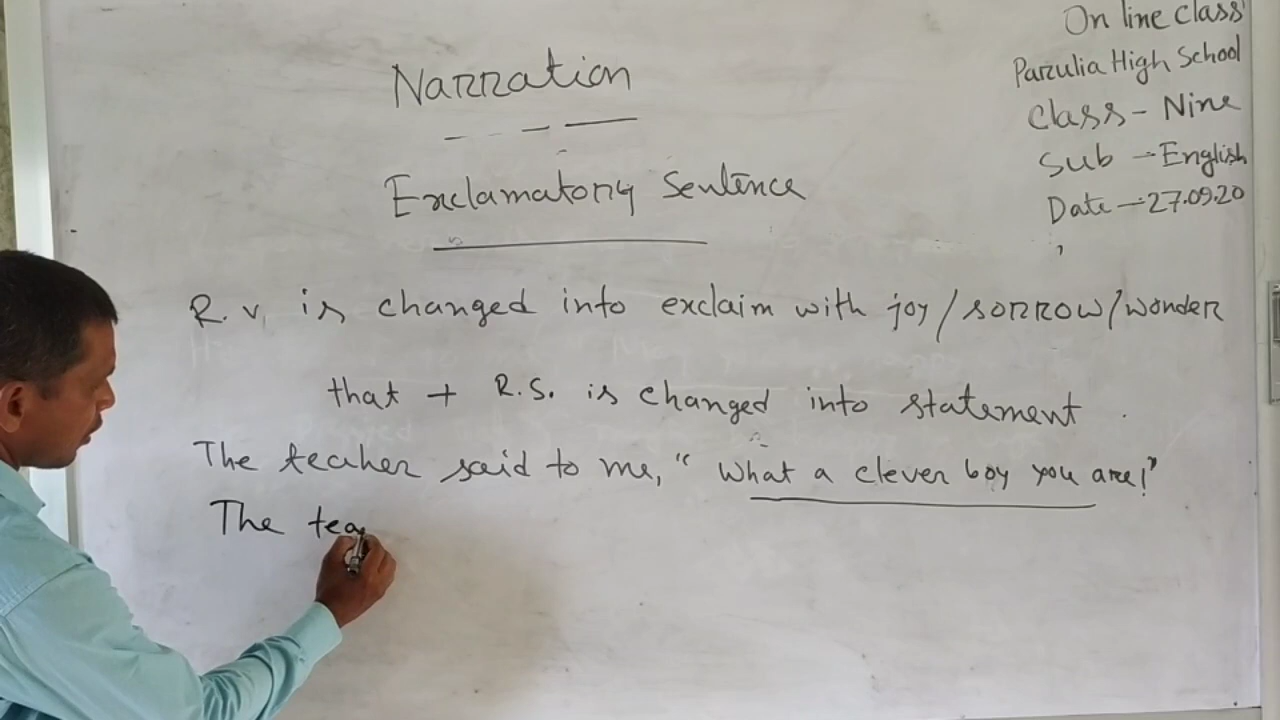 On line class
Parulia High School
Class - Nine
Sub - English
Date - 27.09.20
Narration
Exclamatory Sentence
R.V. is changed into exclaim with joy/sorrow/wonder
that + R.S. is changed into statement.
The teaher said to me, "What a clever boy you are!"
The tea